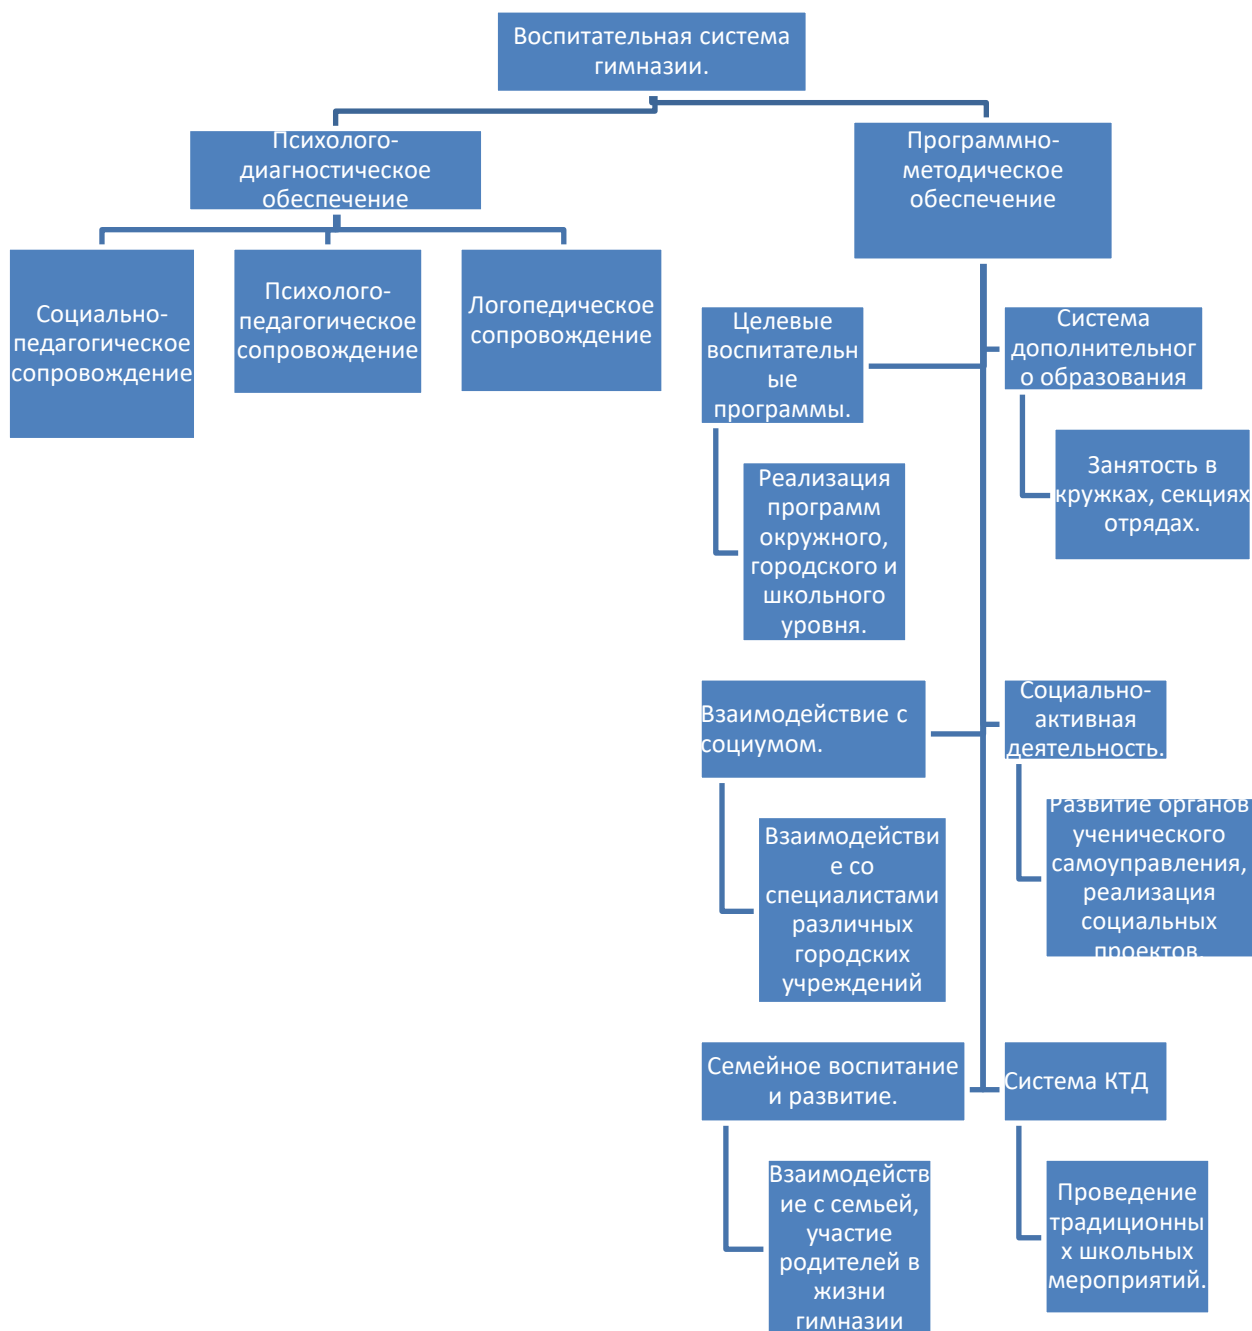 Воспитательная система
гимназии.
Психолого-
диагностическое
обеспечение
Программно-
методическое
обеспечение
Социально-
педагогическое
сопровождение
Психолого-
педагогическое
сопровождение
Логопедическое
сопровождение
Целевые
воспитательн
ые
программы.
Система
дополнительног
о образования
Реализация
программ
окружного,
городского и
школьного
уровня.
Занятость в
кружках, секциях
отрядах.
Взаимодействие с
социумом.
Социально-
активная
деятельность.
Взаимодействи
е со
специалистами
различных
городских
учреждений
Развитие органов
ученического
самоуправления,
реализация
социальных
проектов.
Семейное воспитание
и развитие.
Система КТД
Взаимодейств
ие с семьей,
участие
родителей в
жизни
гимназии
Проведение
традиционны
х школьных
мероприятий.